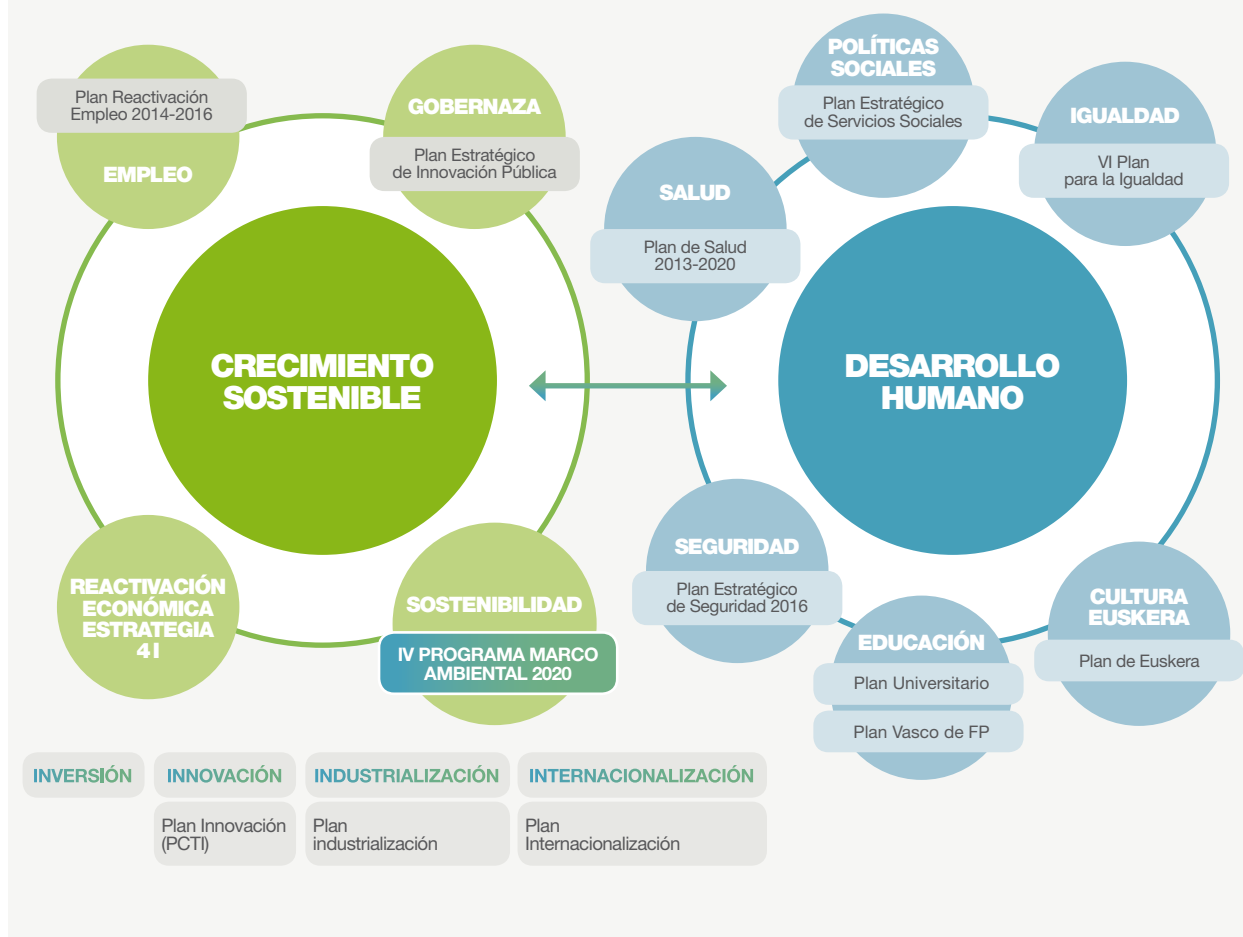 Plan Reactivación
Empleo 2014-2016
EMPLEO
GOBERNAZA
Plan Estratégico
de Innovación Pública
CRECIMIENTO
SOSTENIBLE
REACTIVACIÓN
ECONÓMICA
ESTRATEGIA
4 I
SOSTENIBILIDAD
IV PROGRAMA MARCO
AMBIENTAL 2020
POLÍTICAS
SOCIALES
Plan Estratégico
de Servicios Sociales
IGUALDAD
VI Plan
para la Igualdad
SALUD
Plan de Salud
2013-2020
DESARROLLO
HUMANO
SEGURIDAD
Plan Estratégico
de Seguridad 2016
EDUCACIÓN
Plan Universitario
Plan Vasco de FP
CULTURA
EUSKERA
Plan de Euskera
INVERSIÓN
INNOVACIÓN
Plan Innovación
(PCTI)
INDUSTRIALIZACIÓN
Plan
industrialización
INTERNACIONALIZACIÓN
Plan
Internacionalización